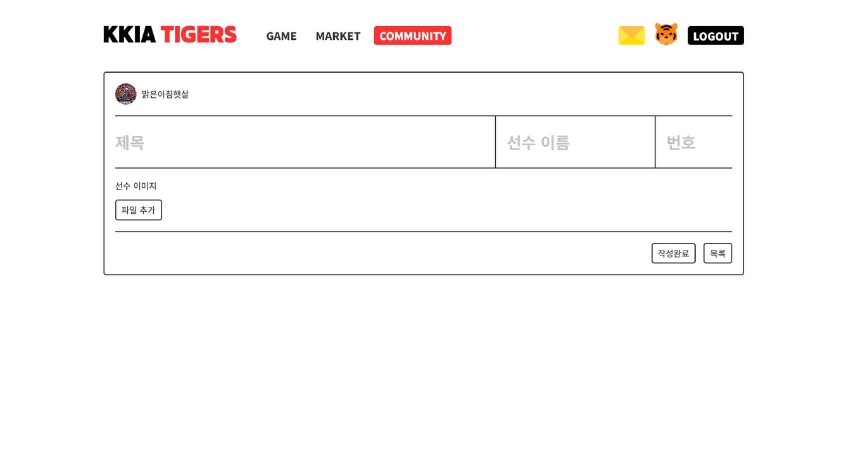 KKIA TIGERS GAME MARKET COMMUNITY LOGOUT
맑은아침햇살
제목 선수 이름 번호
선수 이미지
파일 추가
작성완료 목록